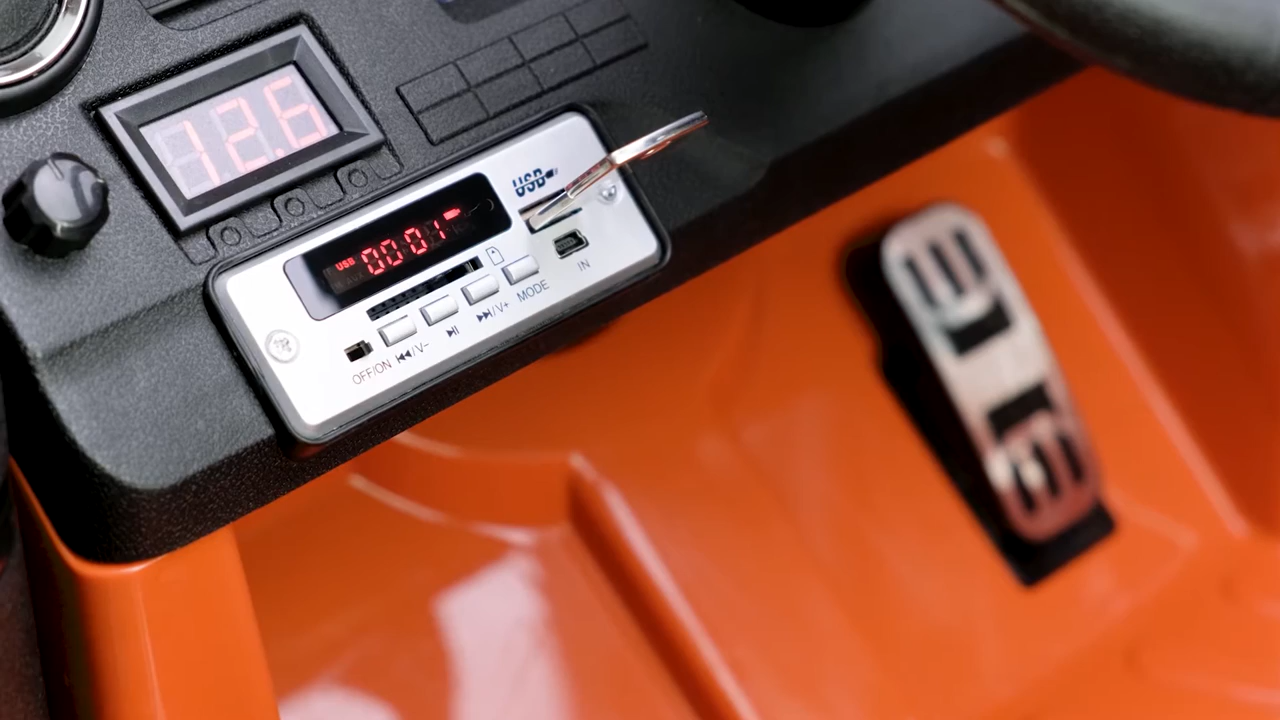 12.6
USB
USB 00:01
IN
MODE
⏭/V+
⏯
⏮/V−
OFF/ON